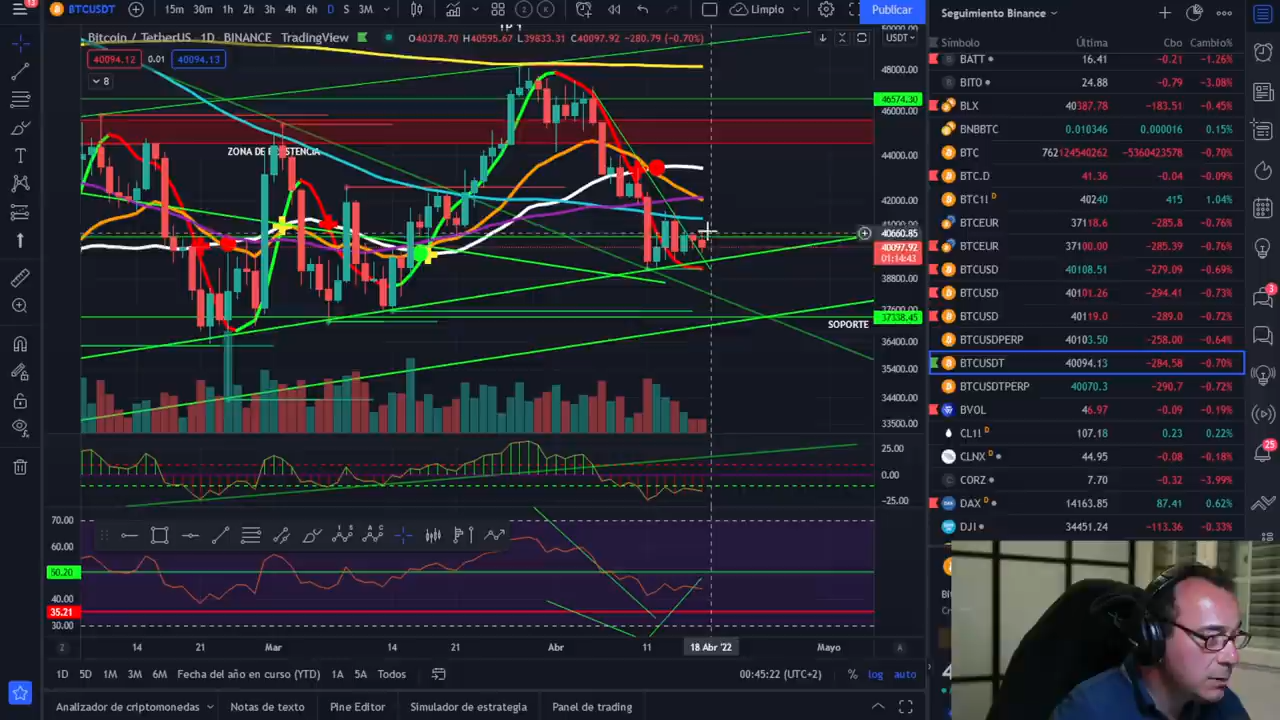 BTCUSDT 15m 30m 1h 2h 3h 4h 6h D S 3M Limpio Publicar
Bitcoin / TetherUS 1D BINANCE TradingView O40378.70 H40595.67 L39833.31 C40097.92 -280.79 (-0.70%) USDT
40094.12 0.01 40094.13
8
TP 1
ZONA DE
SOPORTE
48000.00
46574.30
46000.00
44000.00
42000.00
40660.85
40097.92
01:14:43
38800.00
37338.45
36400.00
35400.00
34400.00
33500.00
25.00
0.00
-25.00
70.00
60.00
50.20
40.00
35.21
30.00
14 21 Mar 14 21 Abr 11 18 Abr '22 Mayo
1D 5D 1M 3M 6M Fecha del año en curso (YTD) 1A 5A Todos 00:45:22 (UTC+2) % log auto
Analizador de criptomonedas Notas de texto Pine Editor Simulador de estrategia Panel de trading
Seguimiento Binance
Símbolo Última Cbo Cambio%
BATT 16.41 -0.21 -1.26%
BITO 24.88 -0.79 -3.08%
BLX 40387.78 -183.51 -0.45%
BNBBTC 0.010346 0.000016 0.15%
BTC 762124540262 -5360423578 -0.70%
BTC.D 41.36 -0.04 -0.09%
BTC1! D 40240 415 1.04%
BTCEUR 37118.6 -285.8 -0.76%
BTCEUR 37100.00 -285.39 -0.76%
BTCUSD 40108.51 -279.09 -0.69%
BTCUSD 40101.26 -294.41 -0.73%
BTCUSD 40119.0 -289.0 -0.72%
BTCUSDPERP 40103.50 -258.00 -0.64%
BTCUSDT 40094.13 -284.58 -0.70%
BTCUSDTPERP 40070.3 -290.7 -0.72%
BVOL 46.97 -0.09 -0.19%
CL1! D 107.18 0.23 0.22%
CLNX D 44.95 -0.08 -0.18%
CORZ 7.70 -0.32 -3.99%
DAX D 14163.85 87.41 0.62%
DJI 34451.24 -113.36 -0.33%
3
25